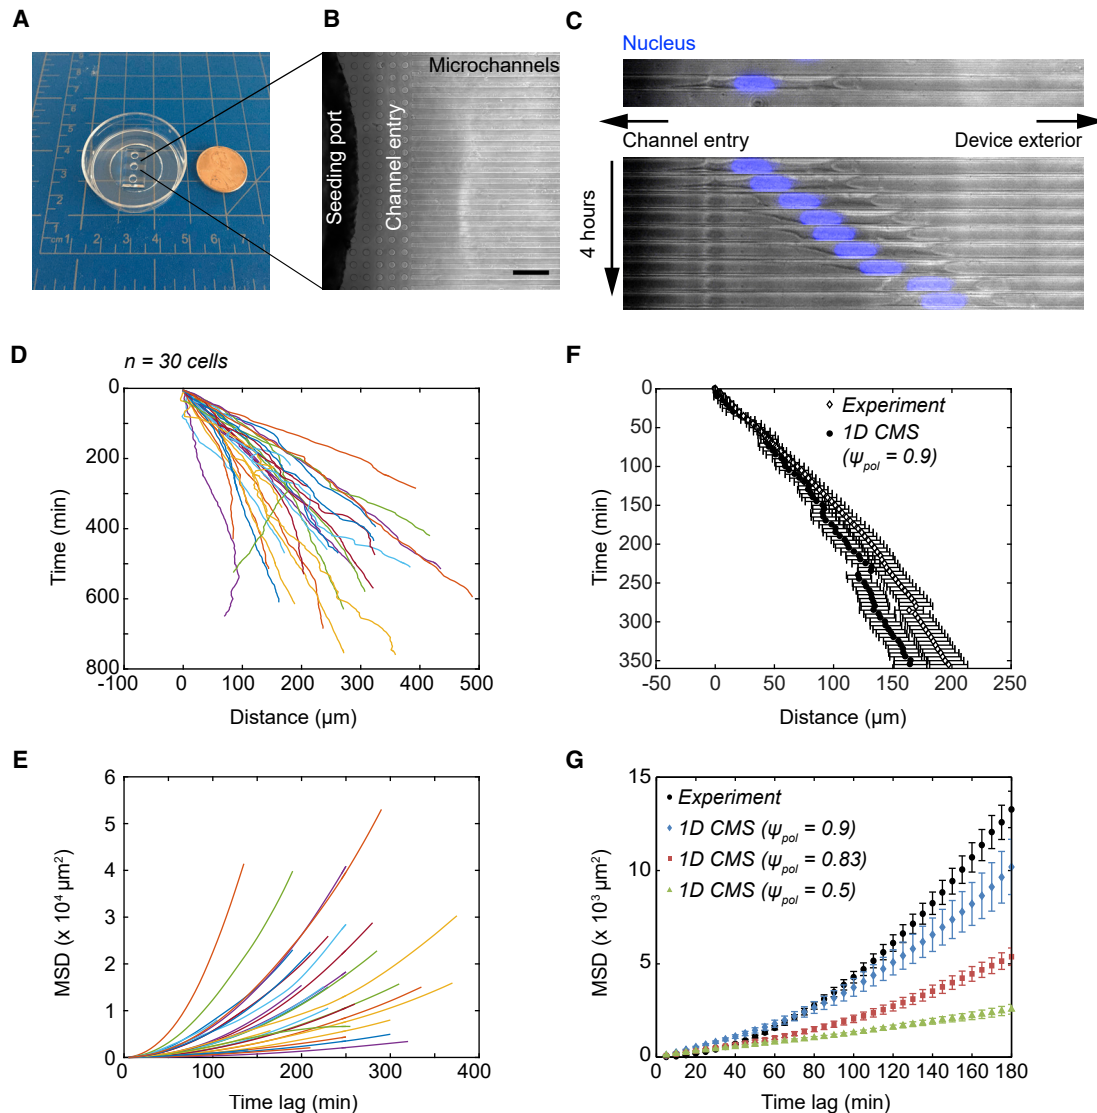 A
B
C
Microchannels
Seeding port
Channel entry
Nucleus
Channel entry
Device exterior
4 hours
cm 1 2 3 4 5 6 7
D
n = 30 cells
0
200
400
600
800
-100 0 100 200 300 400 500
Time (min)
Distance (µm)
F
0
50
100
150
200
250
300
350
-50 0 50 100 150 200 250
Time (min)
Distance (µm)
Experiment
1D CMS
(ψpol = 0.9)
E
6
5
4
3
2
1
0
0 100 200 300 400
MSD (x 10⁴ µm²)
Time lag (min)
G
15
10
5
0
0 20 40 60 80 100 120 140 160 180
MSD (x 10³ µm²)
Time lag (min)
Experiment
1D CMS (ψpol = 0.9)
1D CMS (ψpol = 0.83)
1D CMS (ψpol = 0.5)